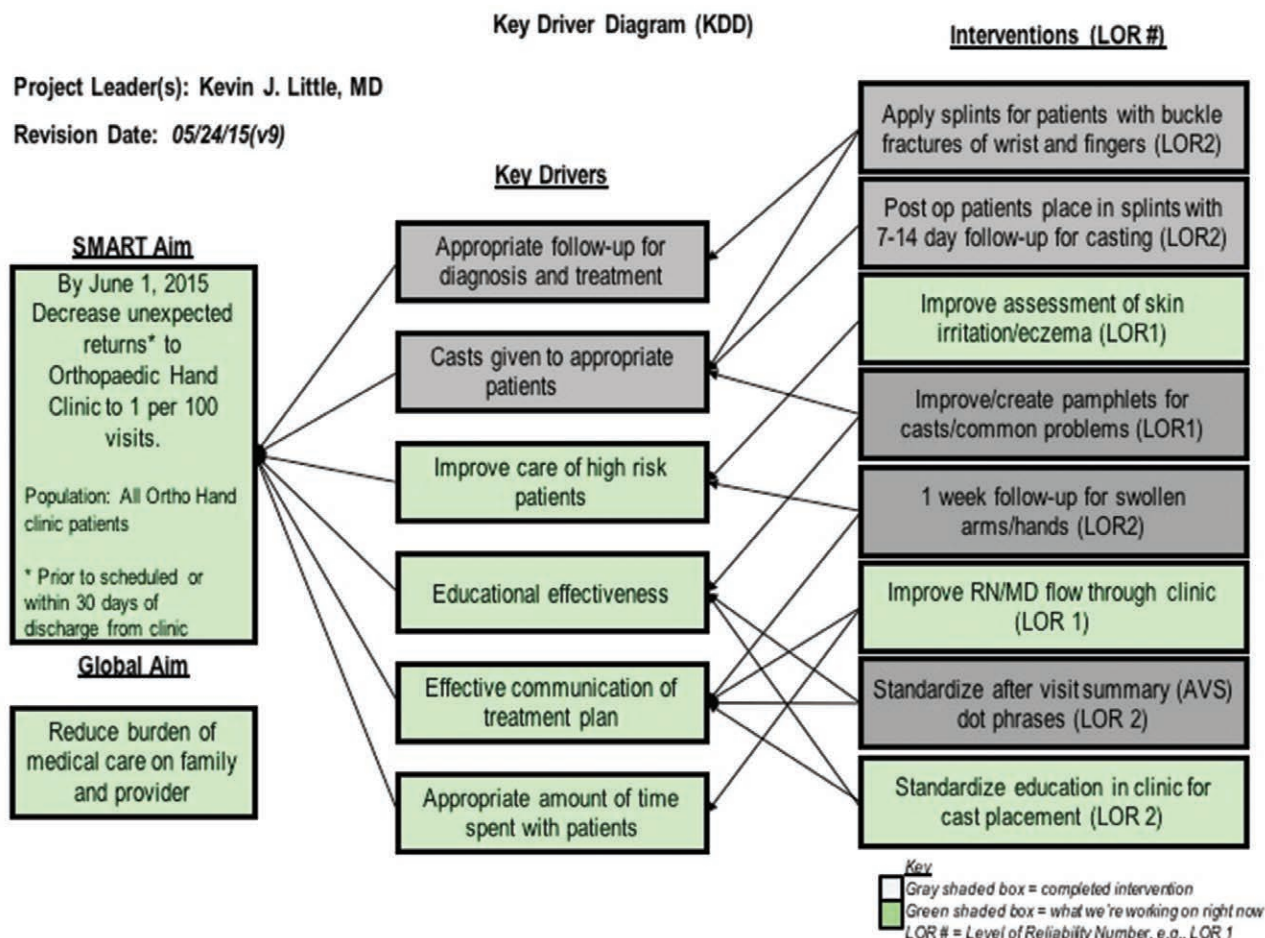 Key Driver Diagram (KDD)
Project Leader(s): Kevin J. Little, MD
Revision Date: 05/24/15(v9)
SMART Aim
By June 1, 2015
Decrease unexpected
returns* to
Orthopaedic Hand
Clinic to 1 per 100
visits.
Population: All Ortho Hand
clinic patients
* Prior to scheduled or
within 30 days of
discharge from clinic
Global Aim
Reduce burden of
medical care on family
and provider
Key Drivers
Appropriate follow-up for
diagnosis and treatment
Casts given to appropriate
patients
Improve care of high risk
patients
Educational effectiveness
Effective communication of
treatment plan
Appropriate amount of time
spent with patients
Interventions (LOR #)
Apply splints for patients with buckle
fractures of wrist and fingers (LOR2)
Post op patients place in splints with
7-14 day follow-up for casting (LOR2)
Improve assessment of skin
irritation/eczema (LOR1)
Improve/create pamphlets for
casts/common problems (LOR1)
1 week follow-up for swollen
arms/hands (LOR2)
Improve RN/MD flow through clinic
(LOR 1)
Standardize after visit summary (AVS)
dot phrases (LOR 2)
Standardize education in clinic for
cast placement (LOR 2)
Key
Gray shaded box = completed intervention
Green shaded box = what we're working on right now
LOR # = Level of Reliability Number, e.g., LOR 1